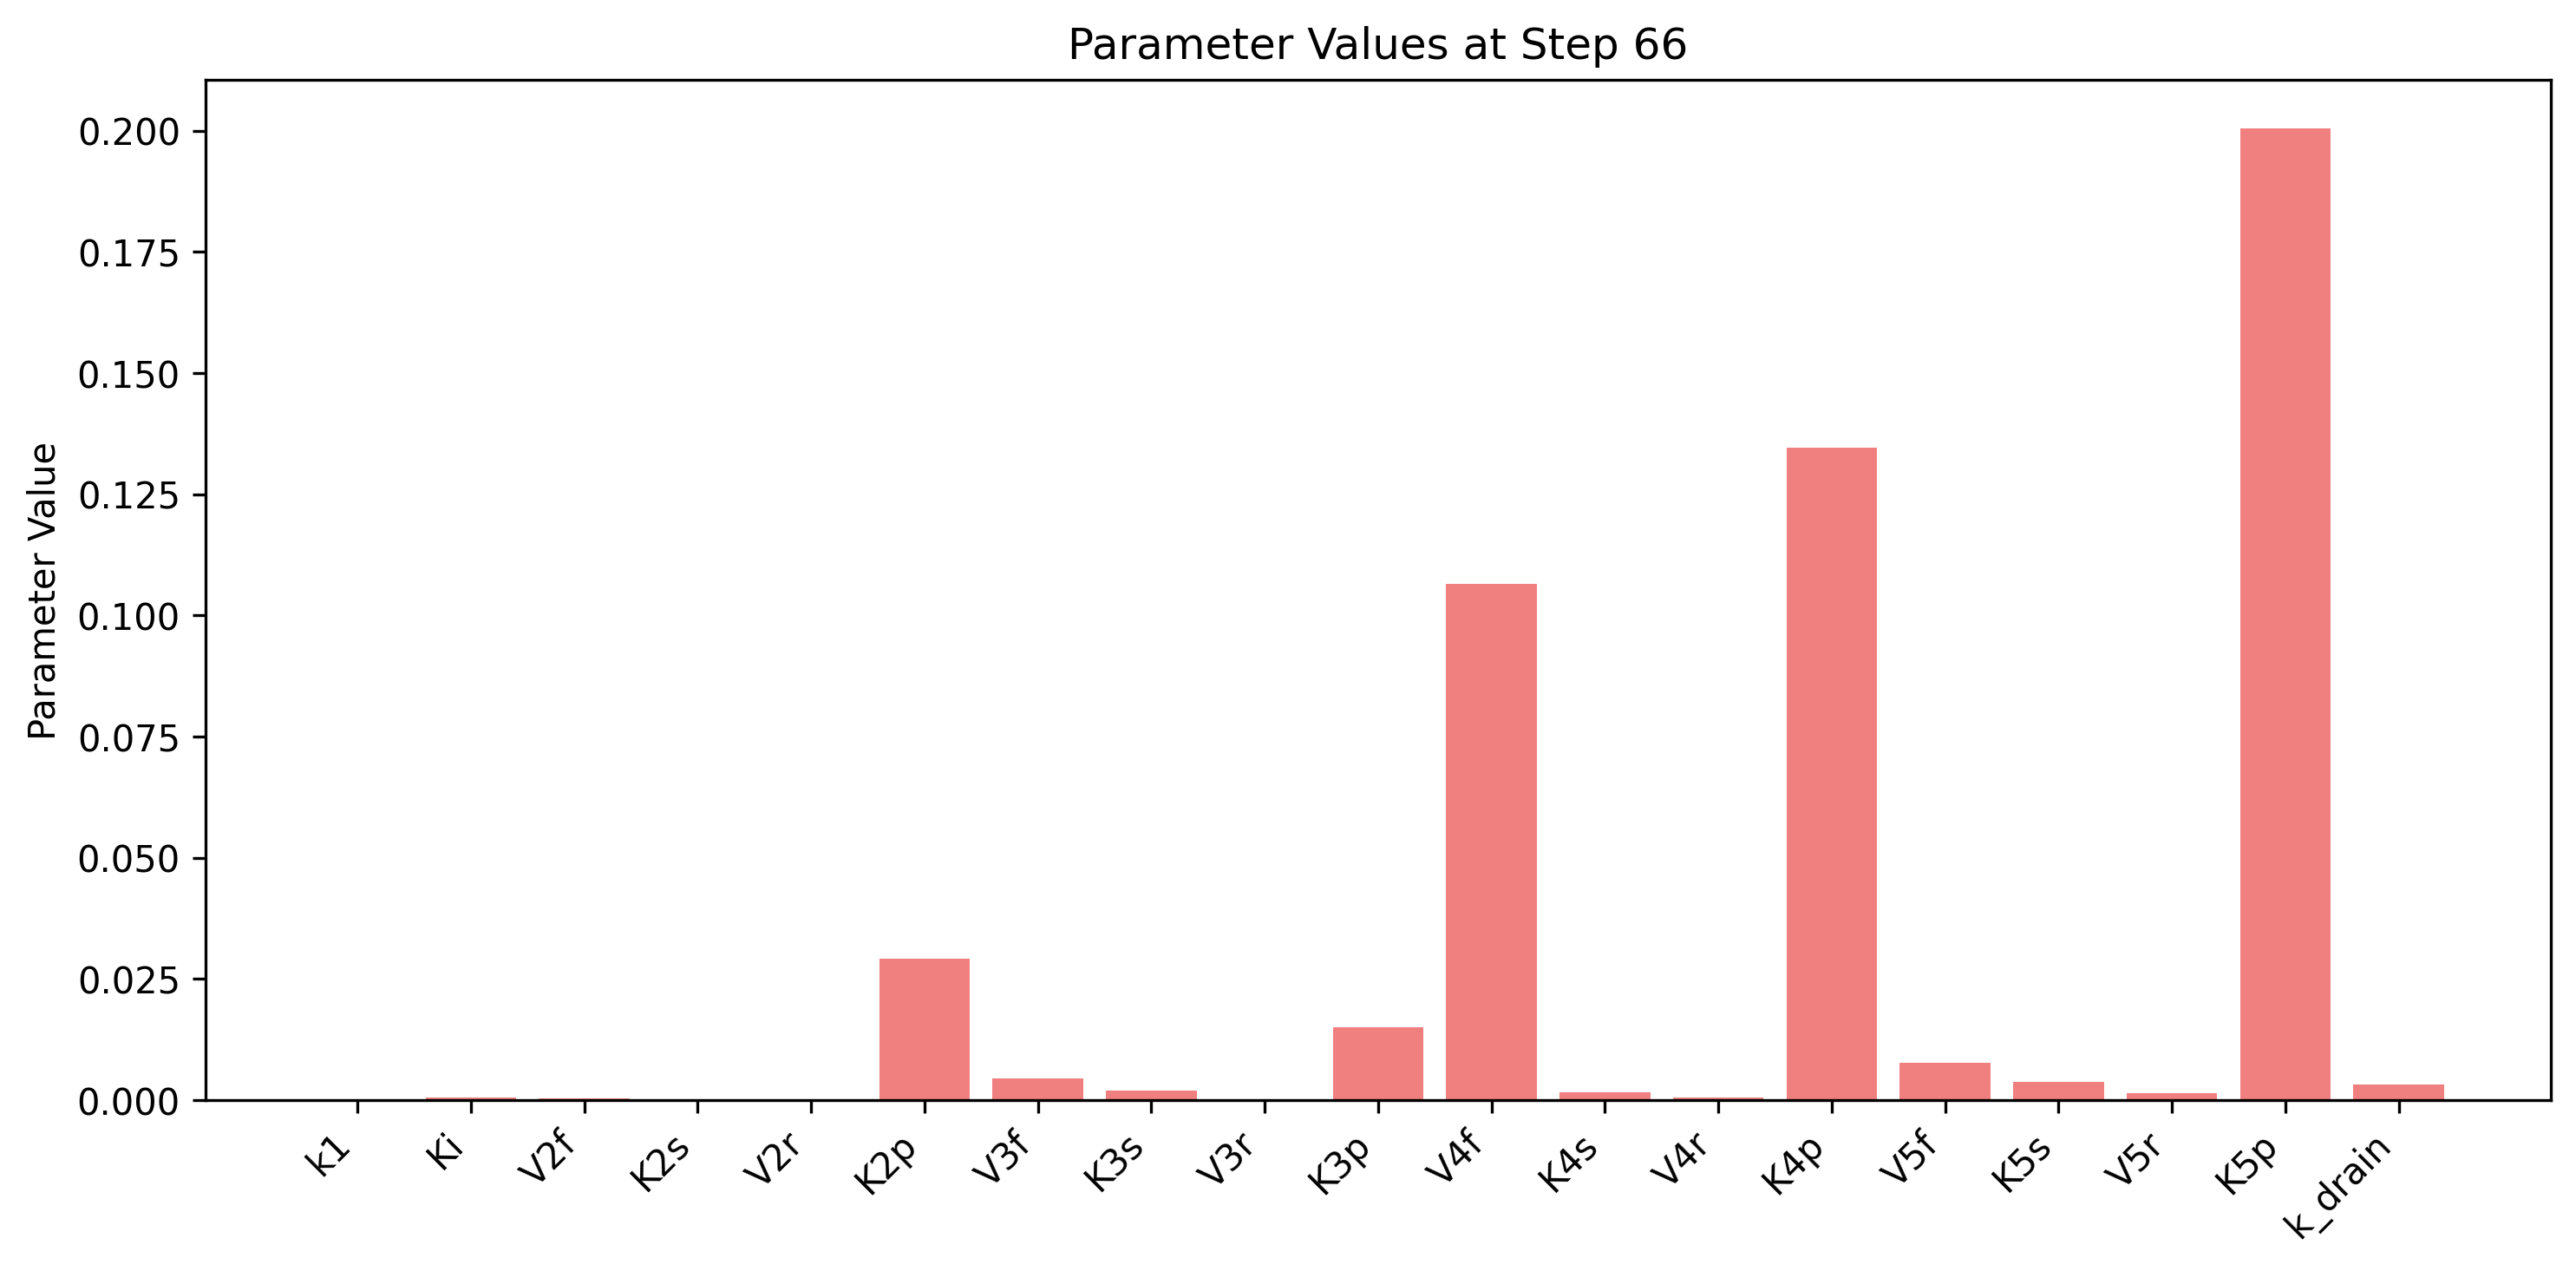 Parameter Values at Step 66
Parameter Value
0.200
0.175
0.150
0.125
0.100
0.075
0.050
0.025
0.000
k1
Ki
V2f
K2s
V2r
K2p
V3f
K3s
V3r
K3p
V4f
K4s
V4r
K4p
V5f
K5s
V5r
K5p
k_drain